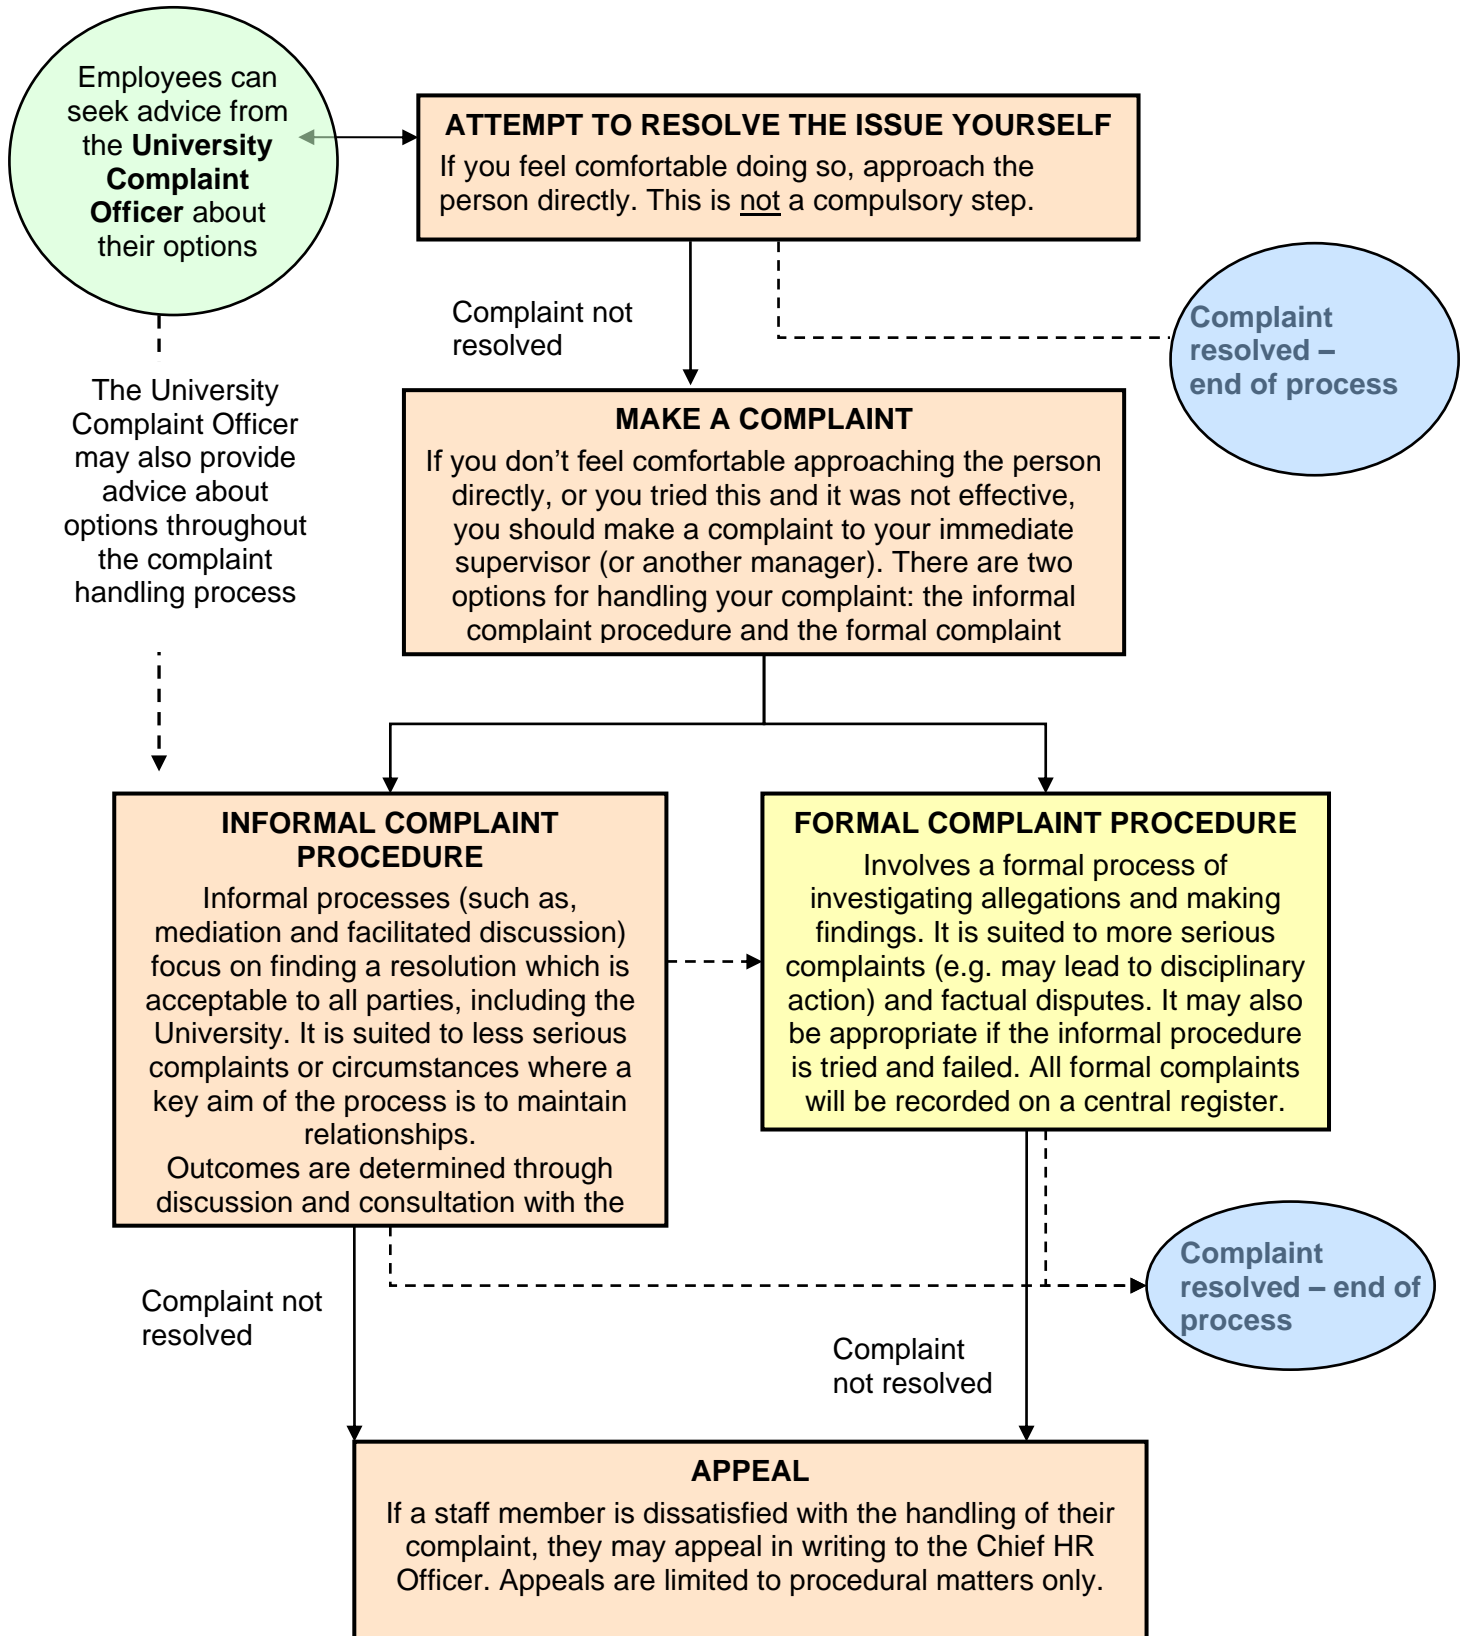 Employees can
seek advice from
the University
Complaint
Officer about
their options
ATTEMPT TO RESOLVE THE ISSUE YOURSELF
If you feel comfortable doing so, approach the
person directly. This is not a compulsory step.
Complaint not
resolved
Complaint
resolved –
end of process
The University
Complaint Officer
may also provide
advice about
options throughout
the complaint
handling process
MAKE A COMPLAINT
If you don’t feel comfortable approaching the person
directly, or you tried this and it was not effective,
you should make a complaint to your immediate
supervisor (or another manager). There are two
options for handling your complaint: the informal
complaint procedure and the formal complaint
INFORMAL COMPLAINT
PROCEDURE
Informal processes (such as,
mediation and facilitated discussion)
focus on finding a resolution which is
acceptable to all parties, including the
University. It is suited to less serious
complaints or circumstances where a
key aim of the process is to maintain
relationships.
Outcomes are determined through
discussion and consultation with the
FORMAL COMPLAINT PROCEDURE
Involves a formal process of
investigating allegations and making
findings. It is suited to more serious
complaints (e.g. may lead to disciplinary
action) and factual disputes. It may also
be appropriate if the informal procedure
is tried and failed. All formal complaints
will be recorded on a central register.
Complaint not
resolved
Complaint
resolved – end of
process
Complaint
not resolved
APPEAL
If a staff member is dissatisfied with the handling of their
complaint, they may appeal in writing to the Chief HR
Officer. Appeals are limited to procedural matters only.